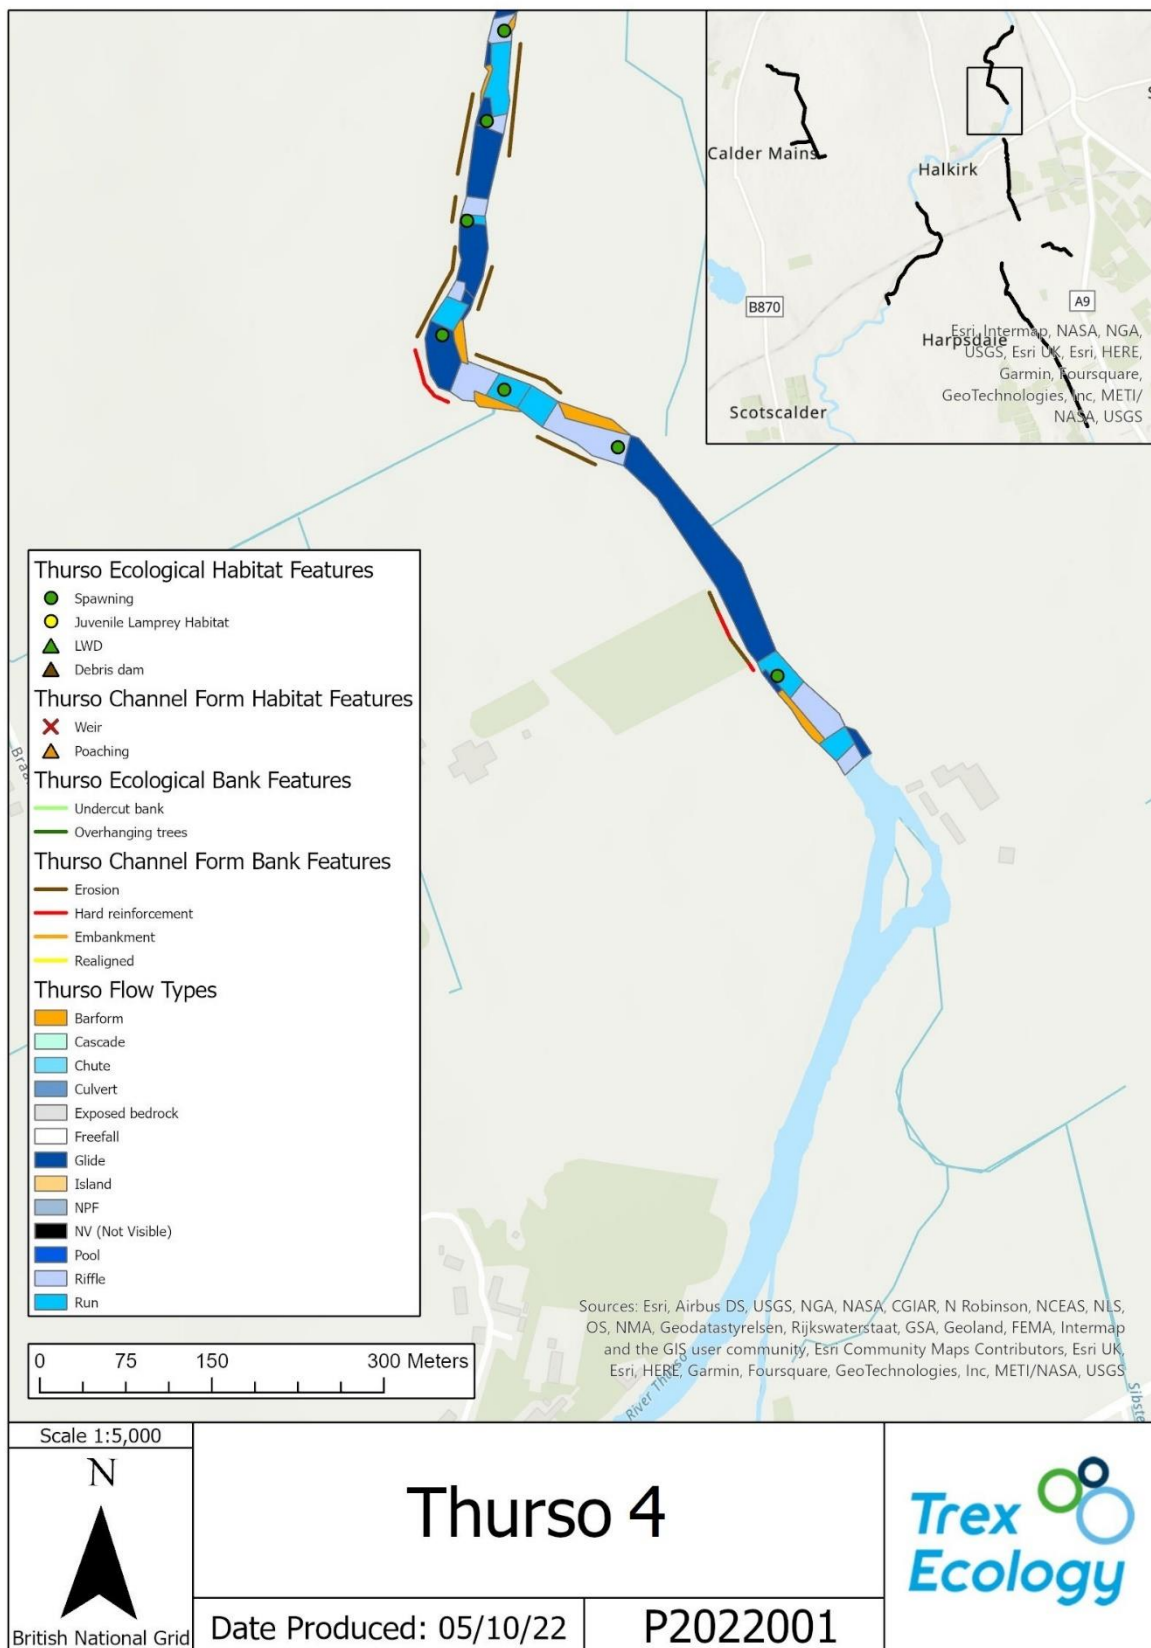 Calder Mains
Halkirk
B870
A9
Harpsdale
Scotscalder
Esri, Intermap, NASA, NGA,
USGS, Esri UK, Esri, HERE,
Garmin, Foursquare,
GeoTechnologies, Inc, METI/
NASA, USGS
Thurso Ecological Habitat Features
Spawning
Juvenile Lamprey Habitat
LWD
Debris dam
Thurso Channel Form Habitat Features
Weir
Poaching
Thurso Ecological Bank Features
Undercut bank
Overhanging trees
Thurso Channel Form Bank Features
Erosion
Hard reinforcement
Embankment
Realigned
Thurso Flow Types
Barform
Cascade
Chute
Culvert
Exposed bedrock
Freefall
Glide
Island
NPF
NV (Not Visible)
Pool
Riffle
Run
0 75 150 300 Meters
River Thurso
Sources: Esri, Airbus DS, USGS, NGA, NASA, CGIAR, N Robinson, NCEAS, NLS,
OS, NMA, Geodatastyrelsen, Rijkswaterstaat, GSA, Geoland, FEMA, Intermap
and the GIS user community, Esri Community Maps Contributors, Esri UK,
Esri, HERE, Garmin, Foursquare, GeoTechnologies, Inc, METI/NASA, USGS
Scale 1:5,000
N
British National Grid
Thurso 4
Date Produced: 05/10/22
P2022001
Trex
Ecology